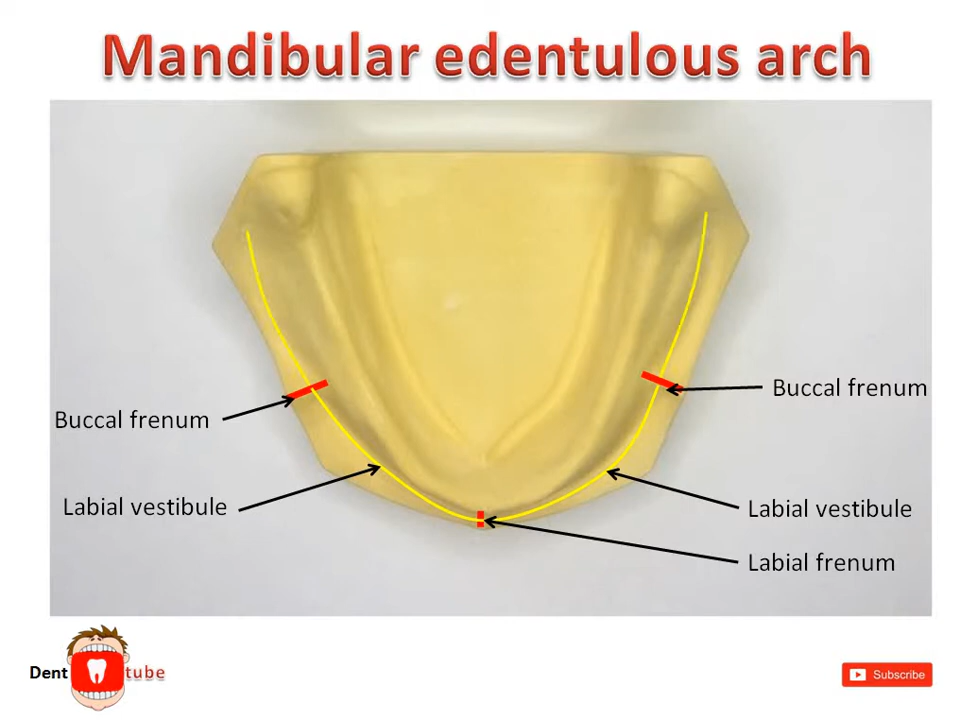 Mandibular edentulous arch
Buccal frenum
Buccal frenum
Labial vestibule
Labial vestibule
Labial frenum
Dent tube
Subscribe